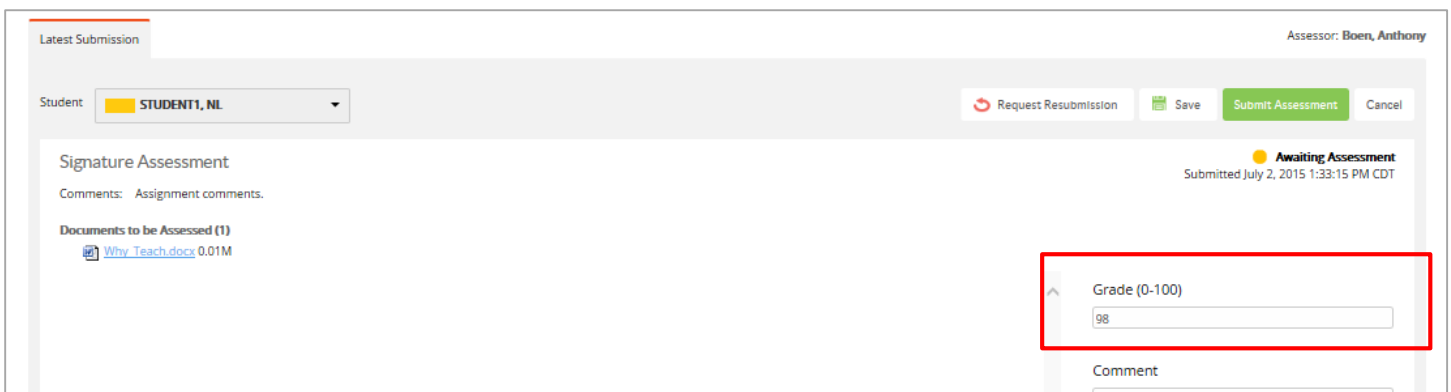 Latest Submission
Assessor: Boen, Anthony
Student STUDENT1, NL
Request Resubmission Save Submit Assessment Cancel
Signature Assessment
Awaiting Assessment
Submitted July 2, 2015 1:33:15 PM CDT
Comments: Assignment comments.
Documents to be Assessed (1)
Why Teach.docx 0.01M
Grade (0-100)
98
Comment